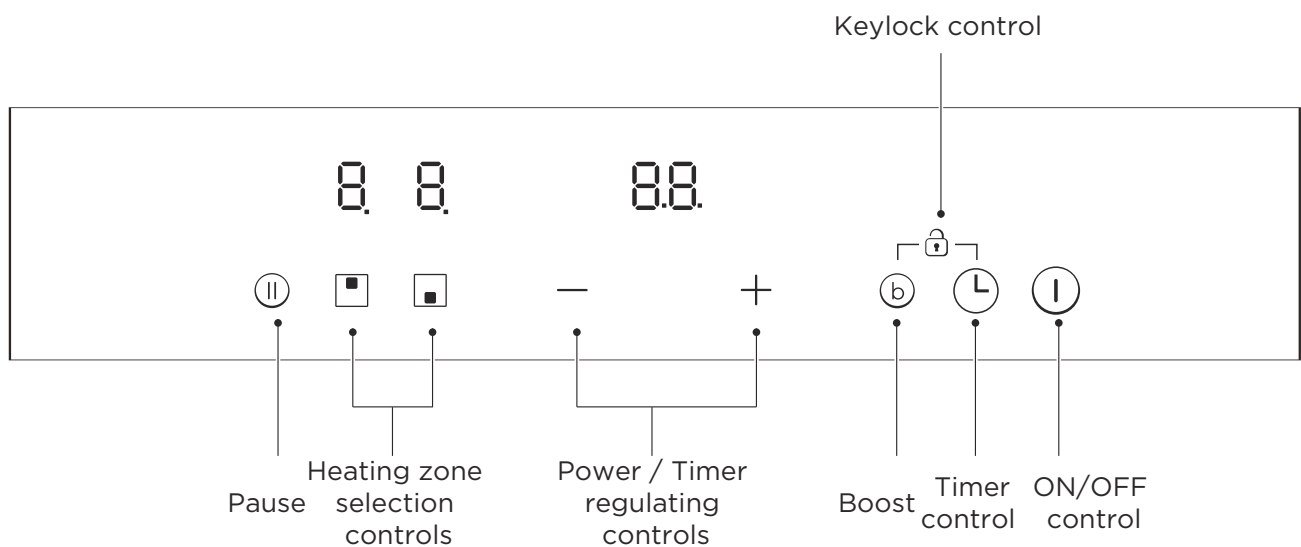 Keylock control
8. 8. 8.8.
b
Pause
Heating zone
selection
controls
Power / Timer
regulating
controls
Boost
Timer
control
ON/OFF
control